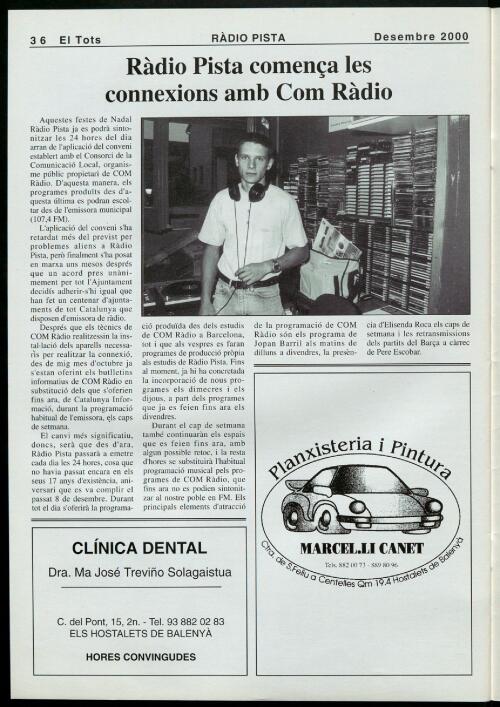 36 El Tots
RÀDIO PISTA
Desembre 2000
Ràdio Pista comença les
connexions amb Com Ràdio
Aquestes festes de Nadal
Ràdio Pista ja es podrà sinto-
nitzar les 24 hores del dia
arran de l'aplicació del conveni
establert amb el Consorci de la
Comunicació Local, organis-
me públic propietari de COM
Ràdio. D'aquesta manera, els
programes produïts des d'a-
questa última es podran escol-
tar des de l'emissora municipal
(107,4 FM).
L'aplicació del conveni s'ha
retardat més del previst per
problemes aliens a Ràdio
Pista, però finalment s'ha posat
en marxa uns mesos després
que un acord pres unàni-
mement per tot l'Ajuntament
decidís adherir-s'hi igual que
han fet un centenar d'ajunta-
ments de tot Catalunya que
disposen d'emissora de ràdio.
Després que els tècnics de
COM Ràdio realitzessin la ins-
tal·lació dels aparells necessa-
ris per realitzar la connexió,
des de mig mes d'octubre ja
s'estan oferint els butlletins
informatius de COM Ràdio en
substitució dels que s'oferien
fins ara, de Catalunya Infor-
mació, durant la programació
habitual de l'emissora, els caps
de setmana.
El canvi més significatiu,
doncs, serà que des d'ara,
Ràdio Pista passarà a emetre
cada dia les 24 hores, cosa que
no havia passat encara en els
seus 17 anys d'existència, ani-
versari que es va complir el
passat 8 de desembre. Durant
tot el dia s'oferirà la programa-
ció produïda des dels estudis
de COM Ràdio a Barcelona,
tot i que als vespres es faran
programes de producció pròpia
als estudis de Ràdio Pista. Fins
al moment, ja hi ha concretada
la incorporació de nous pro-
grames els dimecres i els
dijous, a part dels programes
que ja es feien fins ara els
divendres.
Durant el cap de setmana
també continuaràn els espais
que es feien fins ara, amb
algun possible retoc, i la resta
d'hores se substituirà l'habitual
programació musical pels pro-
grames de COM Ràdio, que
fins ara no es podien sintonit-
zar al nostre poble en FM. Els
principals elements d'atracció
de la programació de COM
Ràdio són els programa de
Jopan Barril als matins de
dilluns a divendres, la presèn-
cia d'Elisenda Roca els caps de
setmana i les retransmissions
dels partits del Barça a càrrec
de Pere Escobar.
CLÍNICA DENTAL
Dra. Ma José Treviño Solagaistua
C. del Pont, 15, 2n. - Tel. 93 882 02 83
ELS HOSTALETS DE BALENYÀ
HORES CONVINGUDES
Planxisteria i Pintura
MARCEL.LI CANET
Tels. 882 00 73 - 889 80 96
Ctra. de S.Feliu a Centelles Qm 19,4 Hostalets de Balenyà